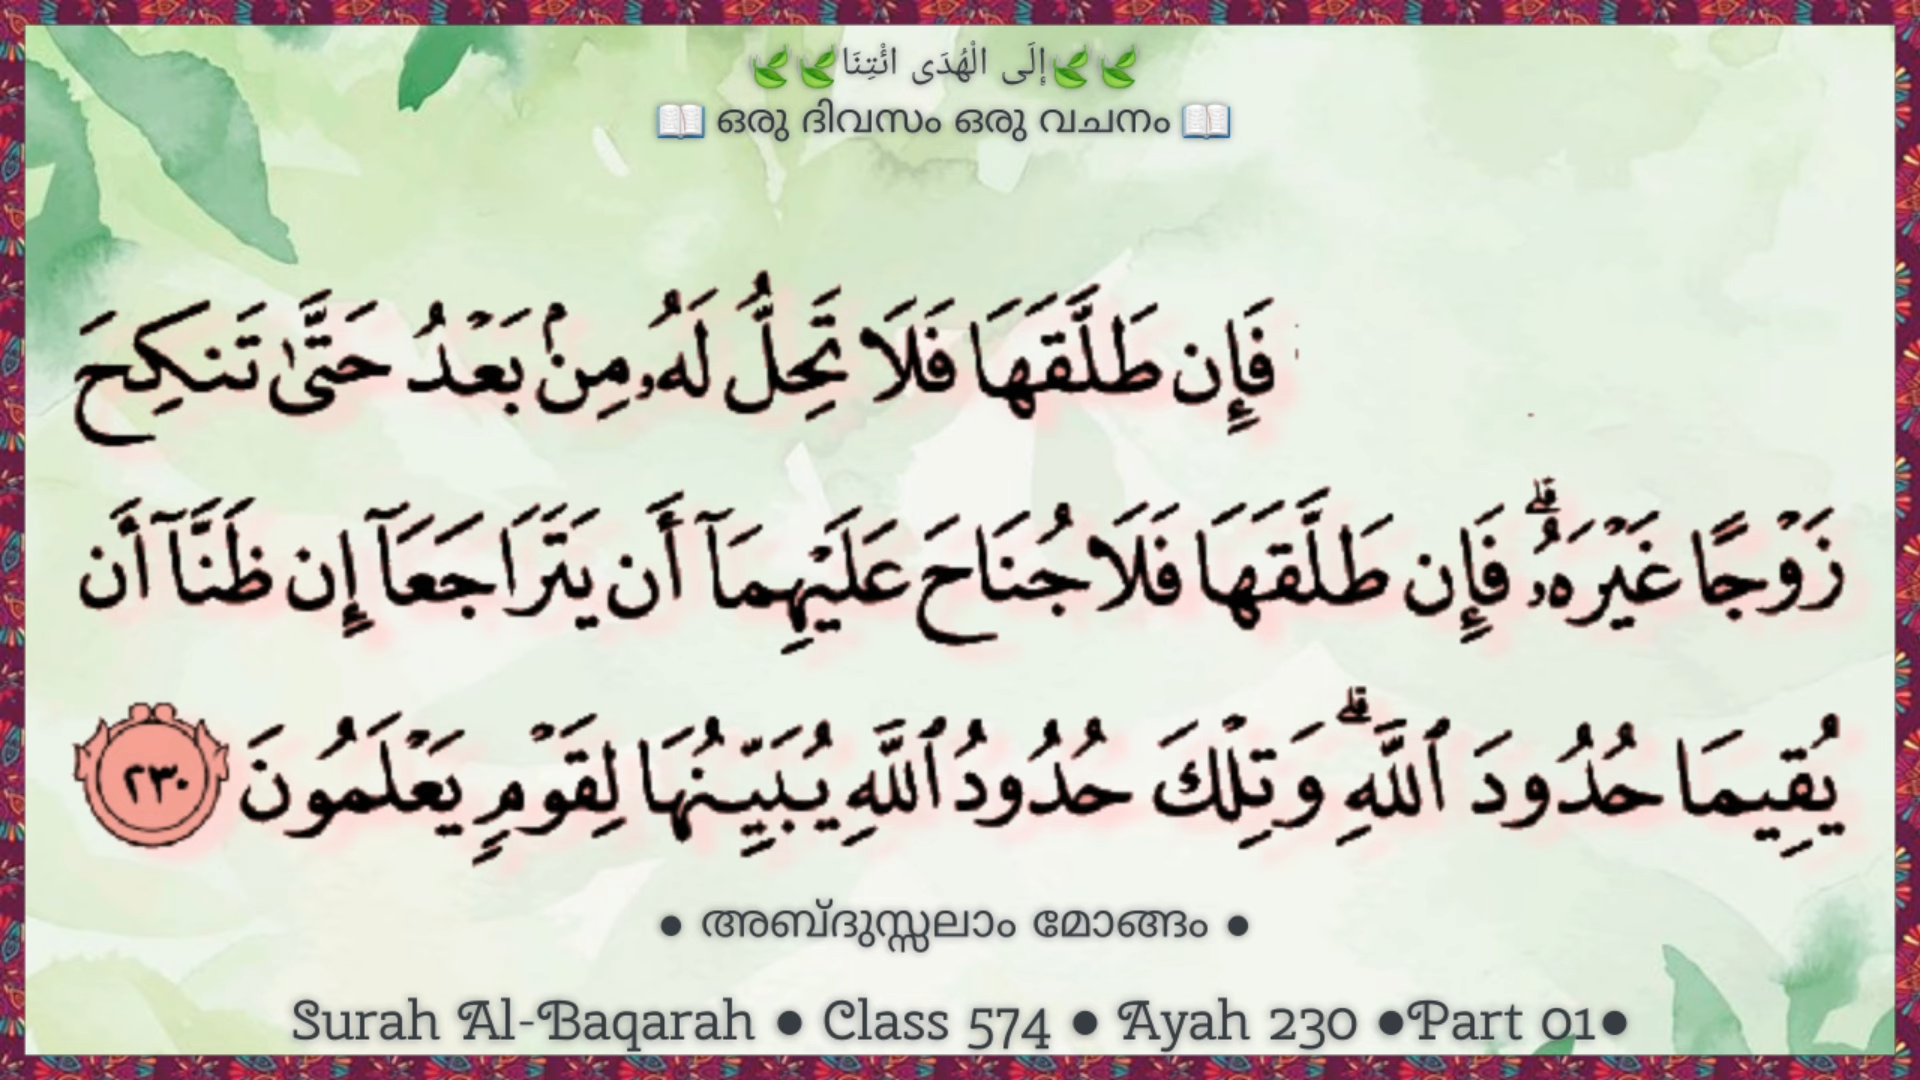 🌿🌿إلَى الْهُدَى ائْتِنَا🌿🌿
📖 ഒരു ദിവസം ഒരു വചനം 📖
فَإِن طَلَّقَهَا فَلَا تَحِلُّ لَهُۥ مِنۢ بَعْدُ حَتَّىٰ تَنكِحَ
زَوْجًا غَيْرَهُۥ ۗ فَإِن طَلَّقَهَا فَلَا جُنَاحَ عَلَيْهِمَآ أَن يَتَرَاجَعَآ إِن ظَنَّآ أَن
يُقِيمَا حُدُودَ ٱللَّهِ ۗ وَتِلْكَ حُدُودُ ٱللَّهِ يُبَيِّنُهَا لِقَوْمٍ يَعْلَمُونَ ٢٣٠
● അബ്ദുസ്സലാം മോങ്ങം ●
Surah Al-Baqarah ● Class 574 ● Ayah 230 ●Part 01●